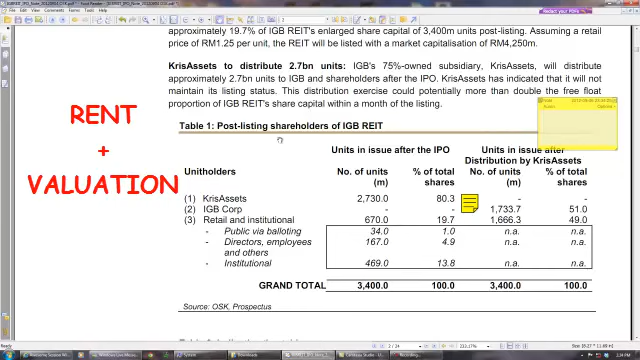 approximately 19.7% of IGB REIT's enlarged share capital of 3,400m units post-listing. Assuming a retail
price of RM1.25 per unit, the REIT will be listed with a market capitalisation of RM4,250m.
KrisAssets to distribute 2.7bn units: IGB's 75%-owned subsidiary, KrisAssets, will distribute
approximately 2.7bn units to IGB and shareholders after the IPO. KrisAssets has indicated that it will not
maintain its listing status. This distribution exercise could potentially more than double the free float
proportion of IGB REIT's share capital within a month of the listing.
RENT
+
VALUATION
Table 1: Post-listing shareholders of IGB REIT
Units in issue after the IPO Units in issue after Distribution by KrisAssets
Unitholders No. of units (m) % of total shares No. of units (m) % of total shares
(1) KrisAssets 2,730.0 80.3 - -
(2) IGB Corp - - 1,733.7 51.0
(3) Retail and institutional 670.0 19.7 1,666.3 49.0
- Public via balloting 34.0 1.0 n.a. n.a.
- Directors, employees and others 167.0 4.9 n.a. n.a.
- Institutional 469.0 13.8 n.a. n.a.
GRAND TOTAL 3,400.0 100.0 3,400.0 100.0
Source: OSK, Prospectus
2 / 24
Downloads
Camtasia Studio
Recording...